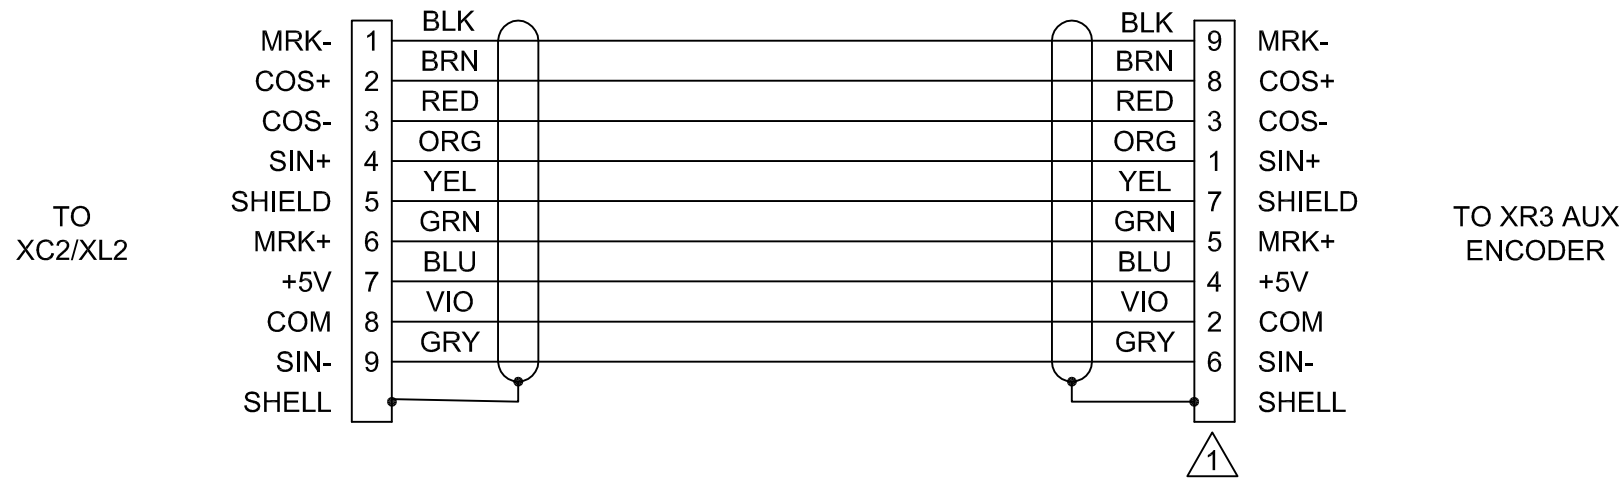 BLK BLK
MRK- 1 9 MRK-
BRN BRN
COS+ 2 8 COS+
RED RED
COS- 3 3 COS-
ORG ORG
SIN+ 4 1 SIN+
YEL YEL
SHIELD 5 7 SHIELD
TO
XC2/XL2
TO XR3 AUX
ENCODER
GRN GRN
MRK+ 6 5 MRK+
BLU BLU
+5V 7 4 +5V
VIO VIO
COM 8 2 COM
GRY GRY
SIN- 9 6 SIN-
SHELL SHELL
1